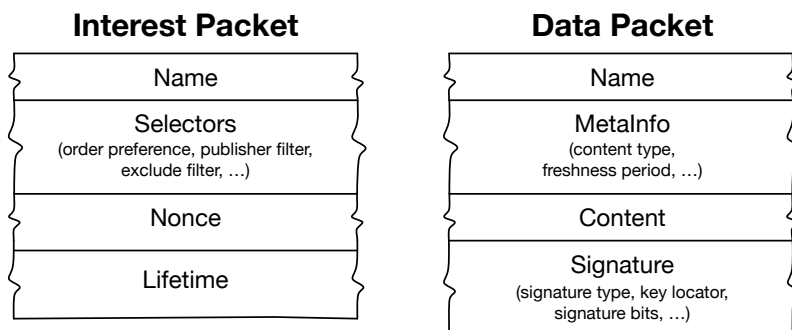 Interest Packet
Name
Selectors
(order preference, publisher filter,
exclude filter, …)
Nonce
Lifetime
Data Packet
Name
MetaInfo
(content type,
freshness period, …)
Content
Signature
(signature type, key locator,
signature bits, …)